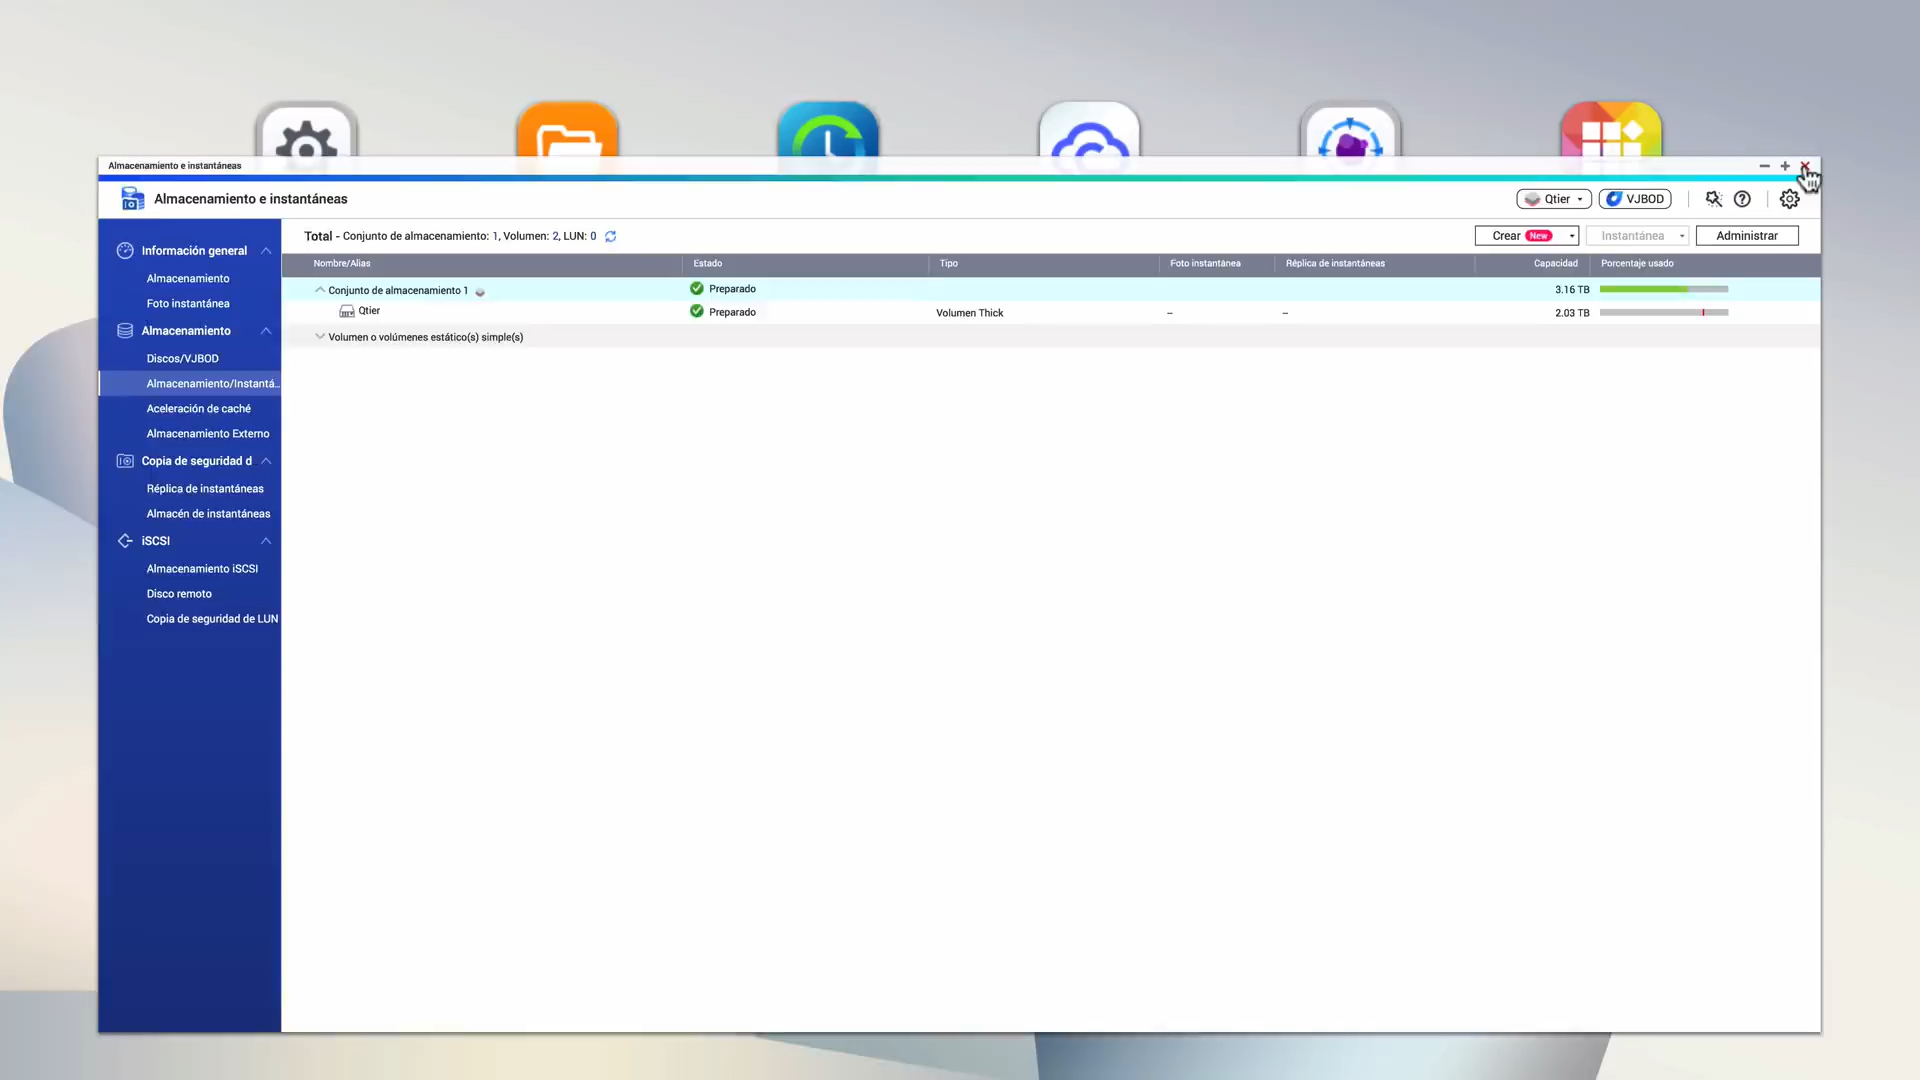 Almacenamiento e instantáneas
Almacenamiento e instantáneas
Qtier
VJBOD
Información general
Almacenamiento
Foto instantánea
Almacenamiento
Discos/VJBOD
Almacenamiento/Instantá...
Aceleración de caché
Almacenamiento Externo
Copia de seguridad d
Réplica de instantáneas
Almacén de instantáneas
iSCSI
Almacenamiento iSCSI
Disco remoto
Copia de seguridad de LUN
Total - Conjunto de almacenamiento: 1, Volumen: 2, LUN: 0
Crear New
Instantánea
Administrar
Nombre/Alias Estado Tipo Foto instantánea Réplica de instantáneas Capacidad Porcentaje usado
Conjunto de almacenamiento 1 Preparado 3.16 TB
Qtier Preparado Volumen Thick -- -- 2.03 TB
Volumen o volúmenes estático(s) simple(s)